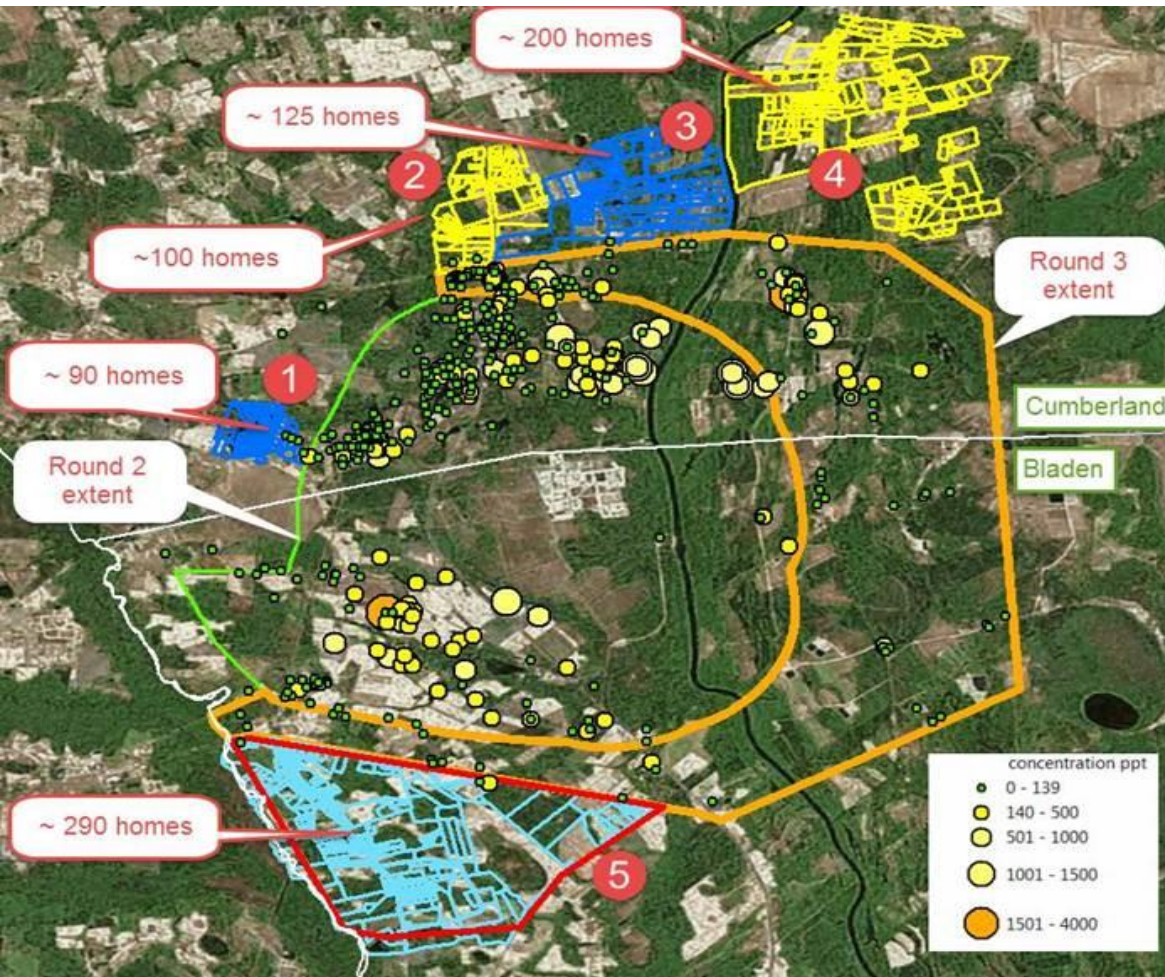 ~ 200 homes
~ 125 homes
3
2
4
~100 homes
Round 3
extent
~ 90 homes
1
Cumberland
Round 2
extent
Bladen
~ 290 homes
5
concentration ppt
0 - 139
140 - 500
501 - 1000
1001 - 1500
1501 - 4000